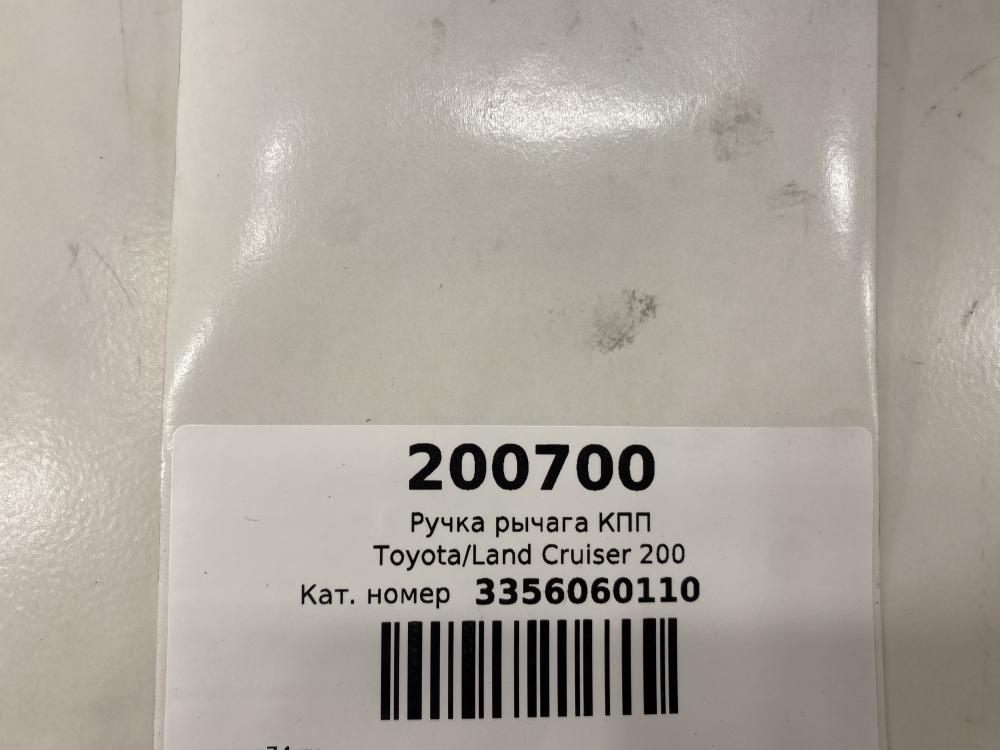 200700
Ручка рычага КПП
Toyota/Land Cruiser 200
Кат. номер 3356060110